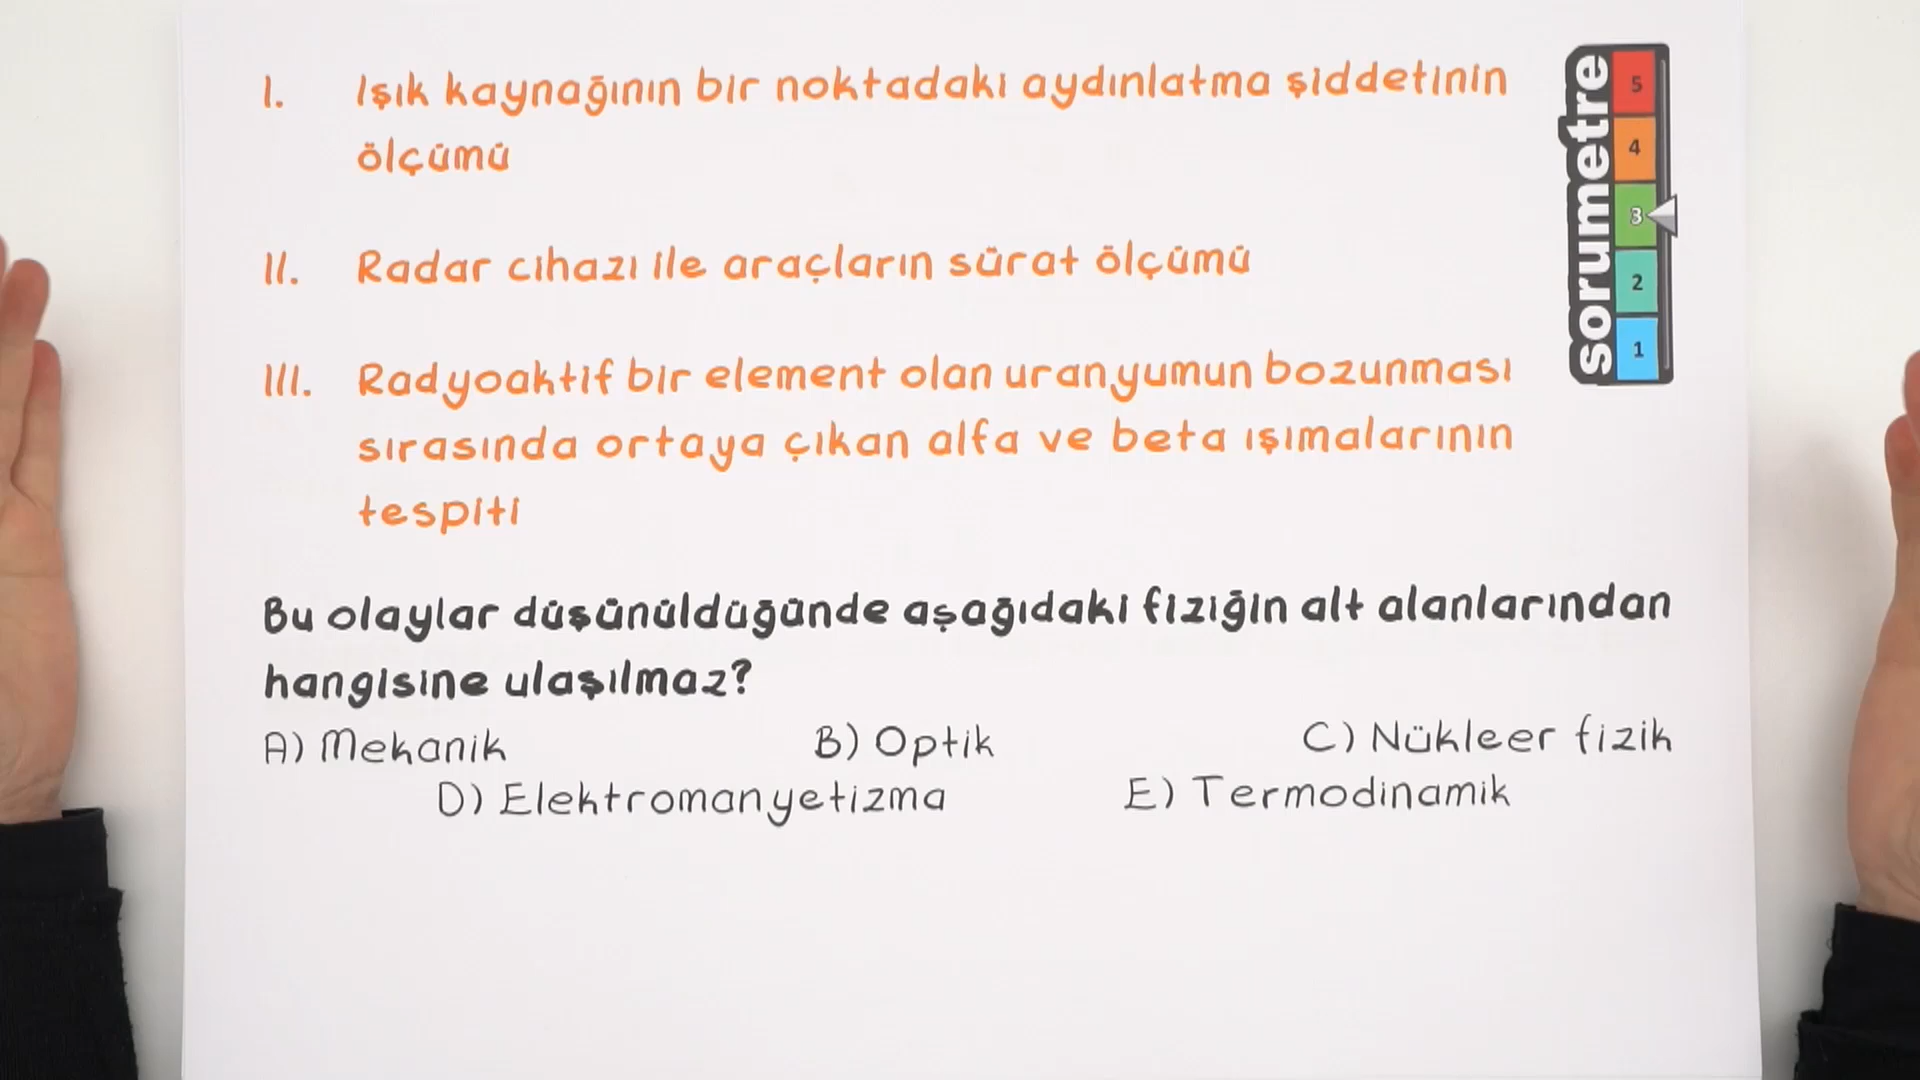 I. Işık kaynağının bir noktadaki aydınlatma şiddetinin
ölçümü
II. Radar cihazı ile araçların sürat ölçümü
III. Radyoaktif bir element olan uranyumun bozunması
sırasında ortaya çıkan alfa ve beta ışımalarının
tespiti
sorumetre
5
4
3
2
1
Bu olaylar düşünüldüğünde aşağıdaki fiziğin alt alanlarından
hangisine ulaşılmaz?
A) Mekanik B) Optik C) Nükleer fizik
D) Elektromanyetizma E) Termodinamik